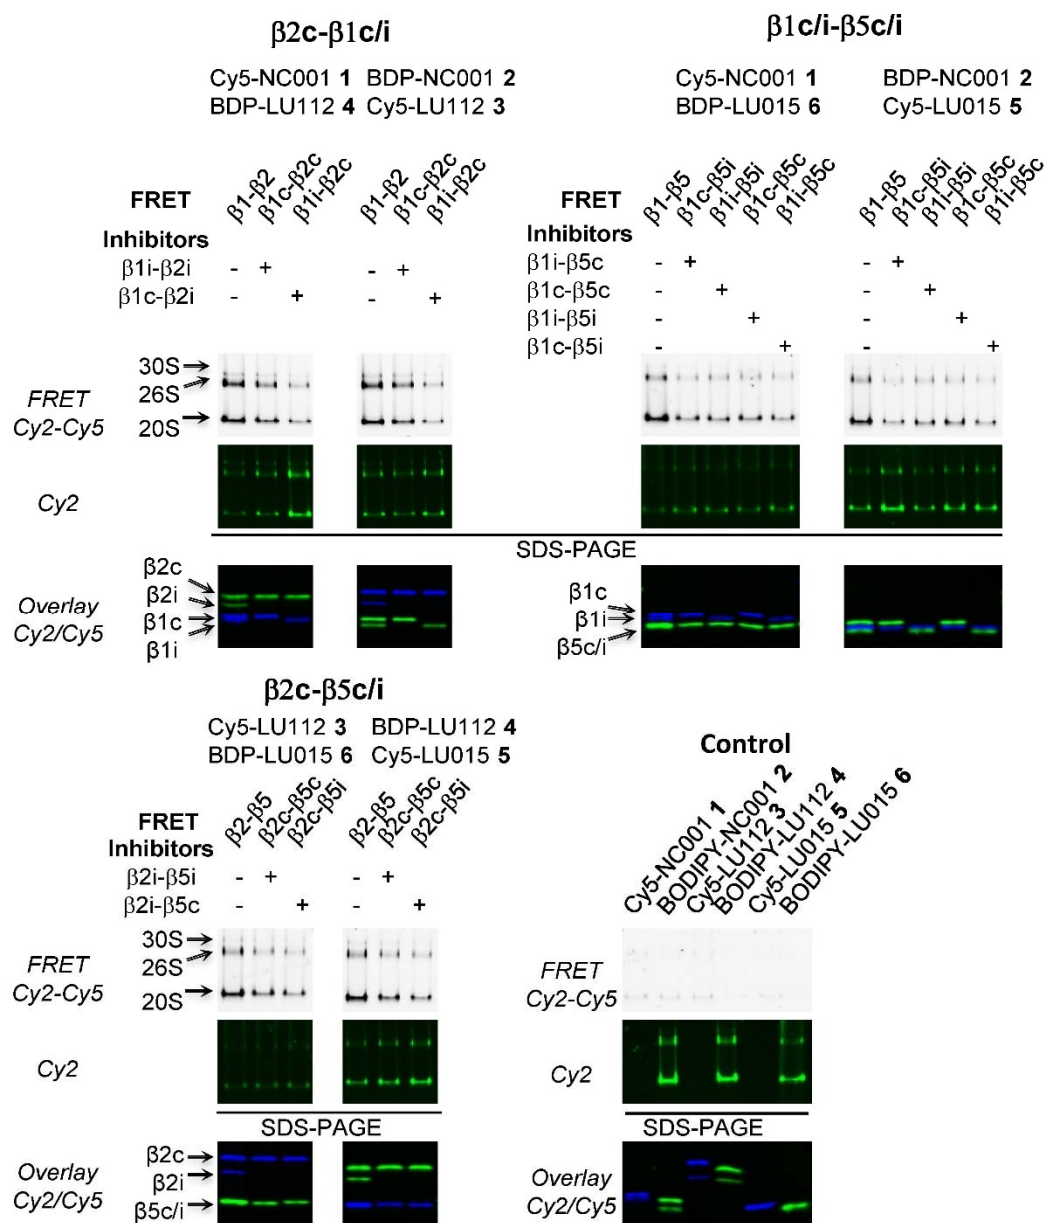 β2c-β1c/i
Cy5-NC001 1 BDP-NC001 2
BDP-LU112 4 Cy5-LU112 3
FRET β1-β2 β1c-β2c β1i-β2c β1-β2 β1c-β2c β1i-β2c
Inhibitors
β1i-β2i - + - +
β1c-β2i - + - +
30S
26S
20S
FRET
Cy2-Cy5
Cy2
β1c/i-β5c/i
Cy5-NC001 1 BDP-NC001 2
BDP-LU015 6 Cy5-LU015 5
FRET β1-β5 β1c-β5i β1i-β5i β1c-β5c β1i-β5c β1-β5 β1c-β5i β1i-β5i β1c-β5c β1i-β5c
Inhibitors
β1i-β5c - + - +
β1c-β5c - + - +
β1i-β5i - + - +
β1c-β5i - + - +
SDS-PAGE
Overlay
Cy2/Cy5
β2c
β2i
β1c
β1i
β1c
β1i
β5c/i
β2c-β5c/i
Cy5-LU112 3 BDP-LU112 4
BDP-LU015 6 Cy5-LU015 5
FRET β2-β5 β2c-β5c β2c-β5i β2-β5 β2c-β5c β2c-β5i
Inhibitors
β2i-β5i - + - +
β2i-β5c - + - +
30S
26S
20S
FRET
Cy2-Cy5
Cy2
SDS-PAGE
Overlay
Cy2/Cy5
β2c
β2i
β5c/i
Control
Cy5-NC001 1
BODIPY-NC001 2
Cy5-LU112 3
BODIPY-LU112 4
Cy5-LU015 5
BODIPY-LU015 6
FRET
Cy2-Cy5
Cy2
SDS-PAGE
Overlay
Cy2/Cy5